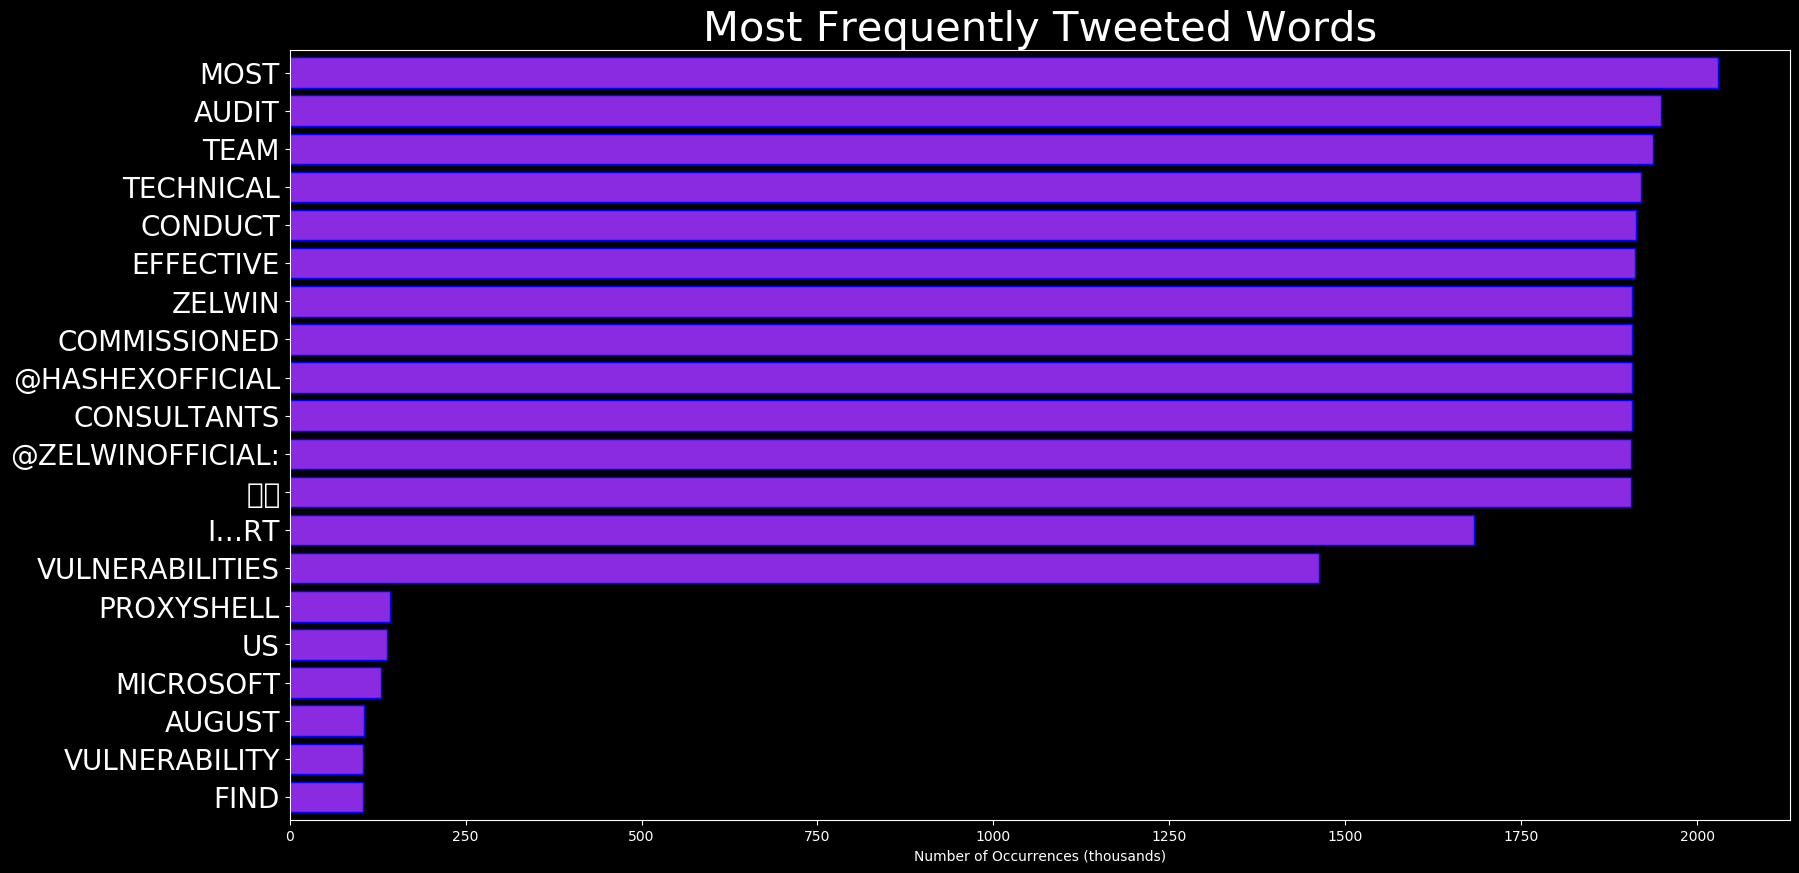 Most Frequently Tweeted Words
MOST
AUDIT
TEAM
TECHNICAL
CONDUCT
EFFECTIVE
ZELWIN
COMMISSIONED
@HASHEXOFFICIAL
CONSULTANTS
@ZELWINOFFICIAL:
I...RT
VULNERABILITIES
PROXYSHELL
US
MICROSOFT
AUGUST
VULNERABILITY
FIND
0 250 500 750 1000 1250 1500 1750 2000
Number of Occurrences (thousands)